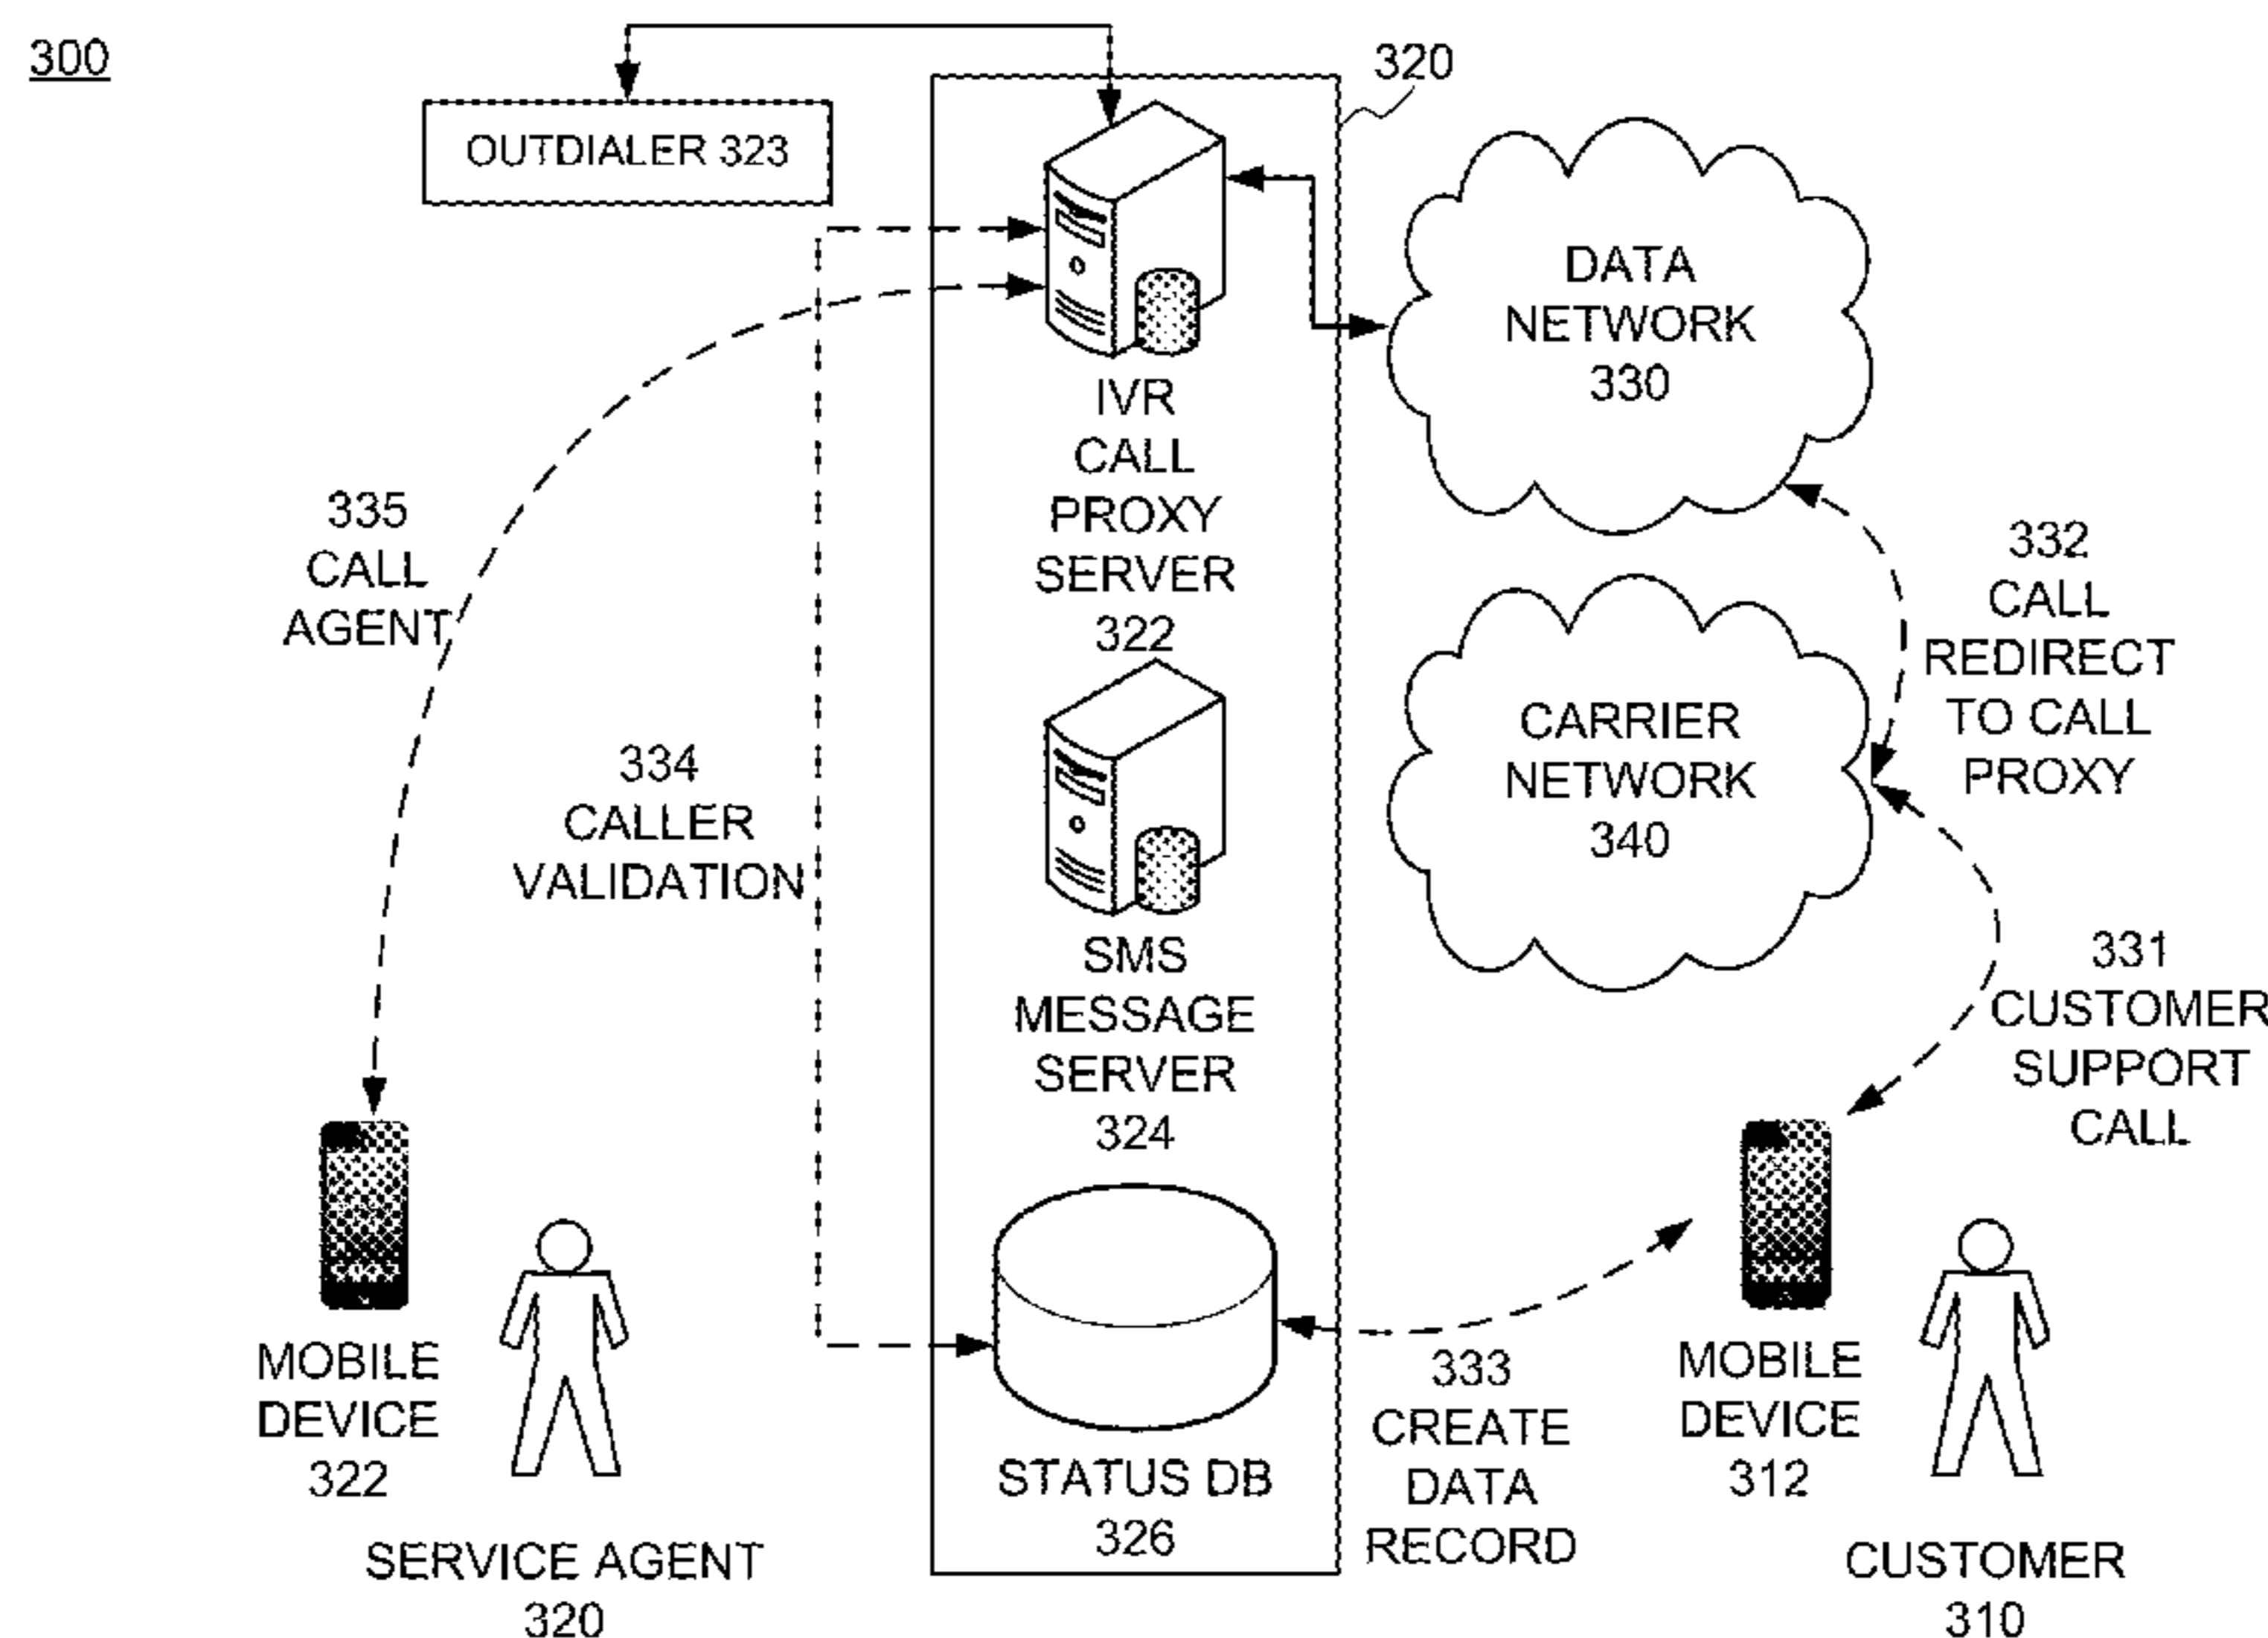 300
320
OUTDIALER 323
IVR
CALL
PROXY
SERVER
322
DATA
NETWORK
330
335
CALL
AGENT
332
CALL
REDIRECT
TO CALL
PROXY
CARRIER
NETWORK
340
334
CALLER
VALIDATION
SMS
MESSAGE
SERVER
324
331
CUSTOMER
SUPPORT
CALL
MOBILE
DEVICE
322
SERVICE AGENT
320
STATUS DB
326
333
CREATE
DATA
RECORD
MOBILE
DEVICE
312
CUSTOMER
310